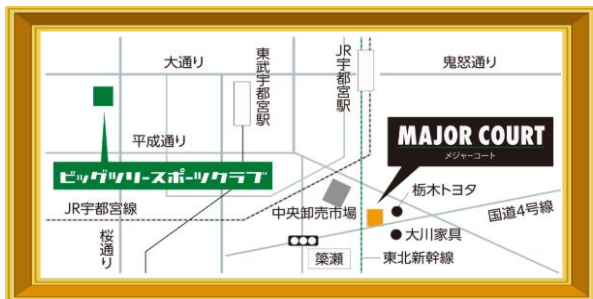 大通り
東武宇都宮駅
JR宇都宮駅
鬼怒通り
平成通り
MAJOR COURT
メジャーコート
ビッグツリースポーツクラブ
栃木トヨタ
JR宇都宮線
中央卸売市場
国道4号線
桜通り
大川家具
簗瀬
東北新幹線